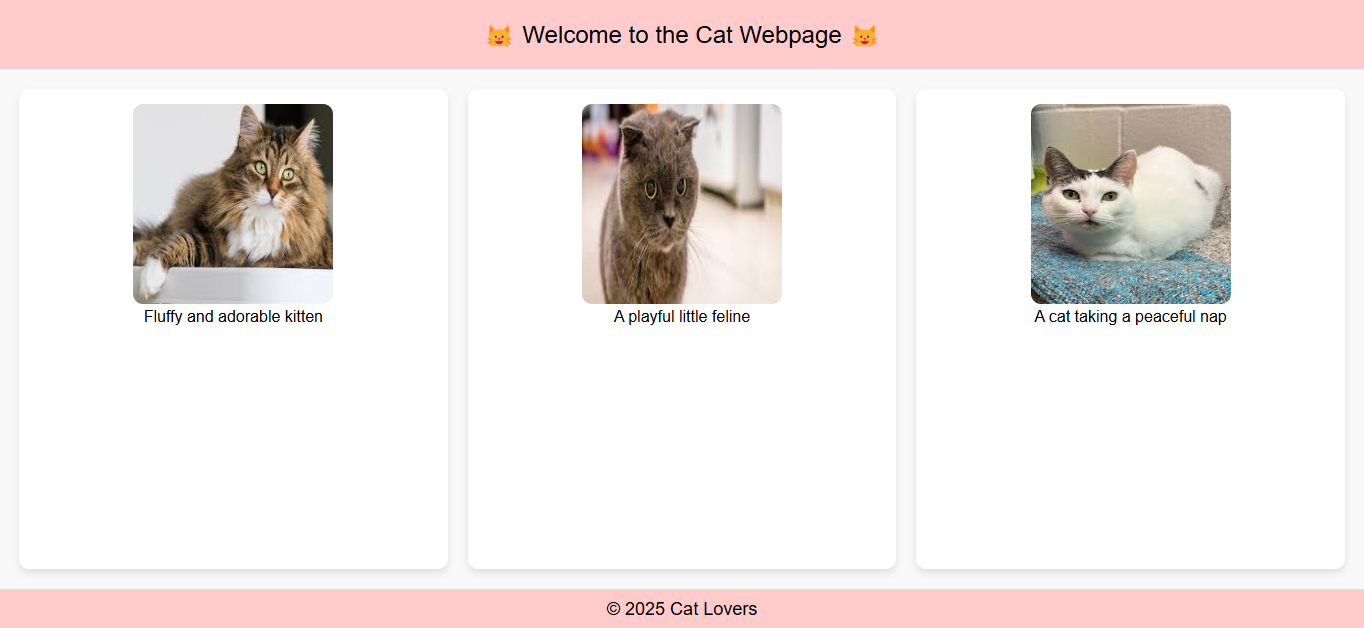 🐱 Welcome to the Cat Webpage 🐱
Fluffy and adorable kitten
A playful little feline
A cat taking a peaceful nap
© 2025 Cat Lovers